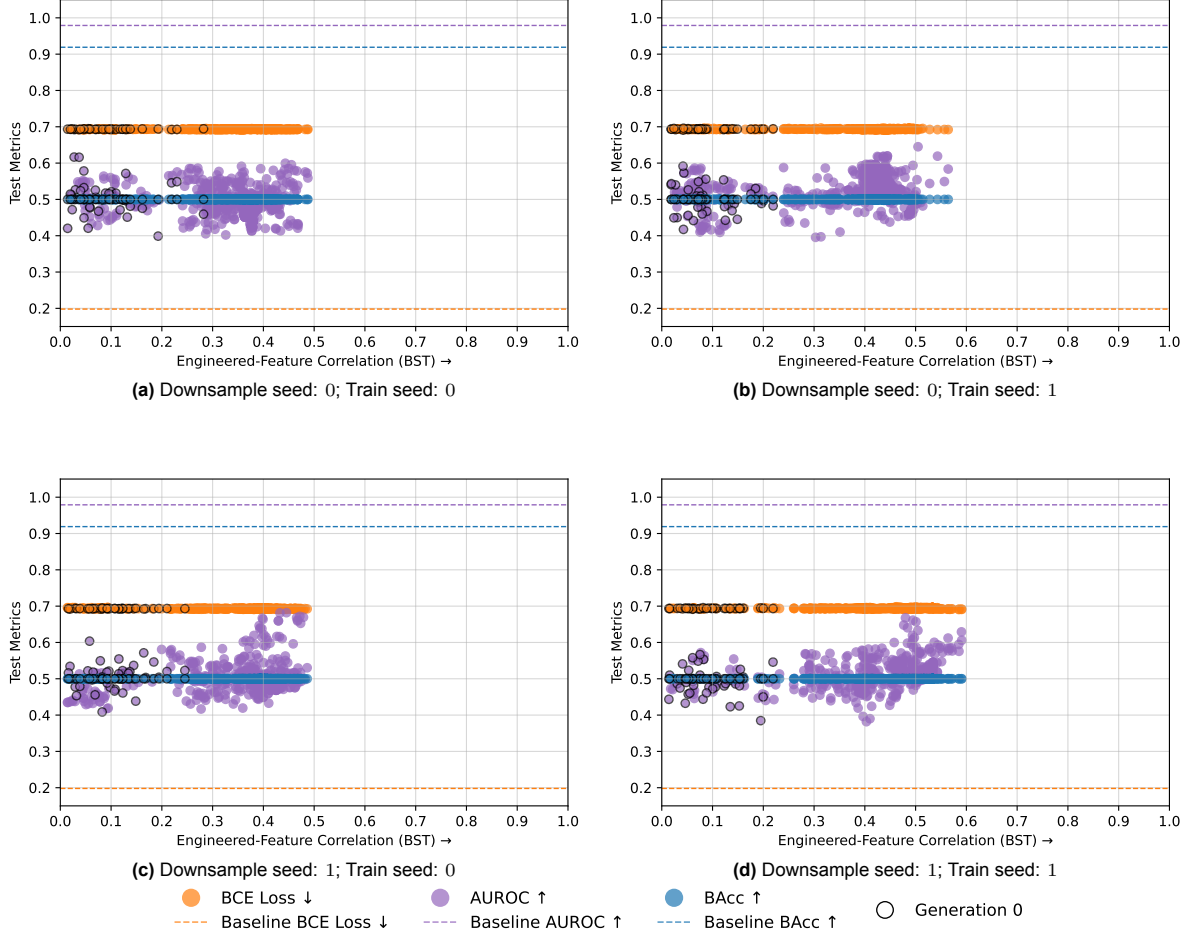 1.0
0.9
0.8
0.7
0.6
0.5
0.4
0.3
0.2
Test Metrics
0.0 0.1 0.2 0.3 0.4 0.5 0.6 0.7 0.8 0.9 1.0
Engineered-Feature Correlation (BST) →
(a) Downsample seed: 0; Train seed: 0
1.0
0.9
0.8
0.7
0.6
0.5
0.4
0.3
0.2
Test Metrics
0.0 0.1 0.2 0.3 0.4 0.5 0.6 0.7 0.8 0.9 1.0
Engineered-Feature Correlation (BST) →
(b) Downsample seed: 0; Train seed: 1
1.0
0.9
0.8
0.7
0.6
0.5
0.4
0.3
0.2
Test Metrics
0.0 0.1 0.2 0.3 0.4 0.5 0.6 0.7 0.8 0.9 1.0
Engineered-Feature Correlation (BST) →
(c) Downsample seed: 1; Train seed: 0
1.0
0.9
0.8
0.7
0.6
0.5
0.4
0.3
0.2
Test Metrics
0.0 0.1 0.2 0.3 0.4 0.5 0.6 0.7 0.8 0.9 1.0
Engineered-Feature Correlation (BST) →
(d) Downsample seed: 1; Train seed: 1
BCE Loss ↓ AUROC ↑ BAcc ↑ Generation 0
Baseline BCE Loss ↓ Baseline AUROC ↑ Baseline BAcc ↑